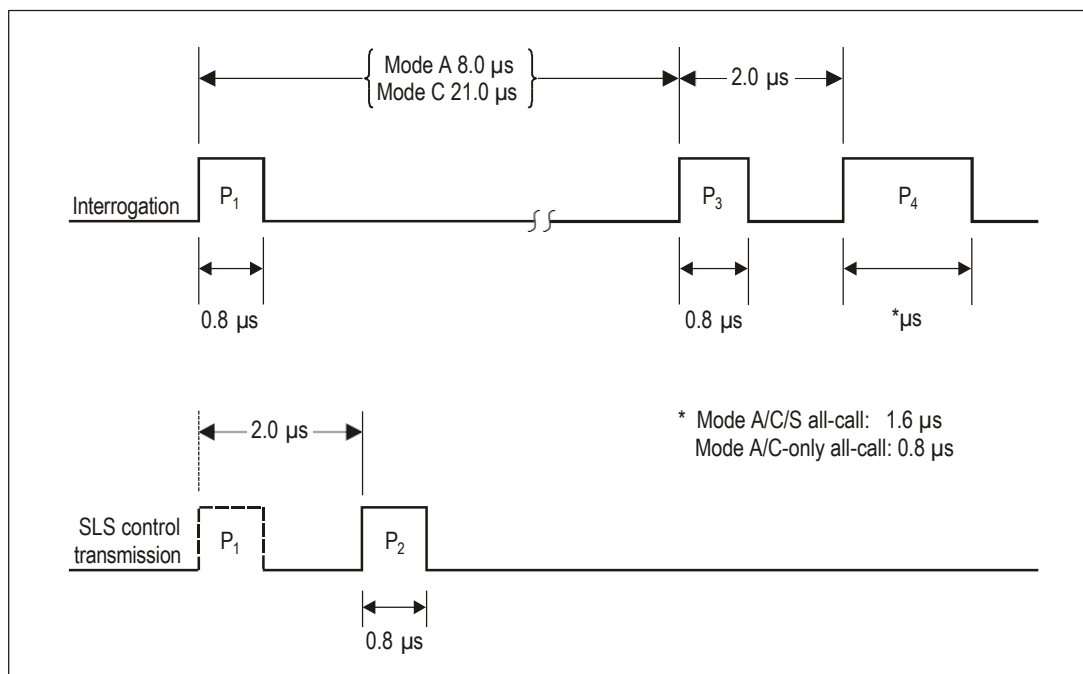 Mode A 8.0 µs
Mode C 21.0 µs
2.0 µs
Interrogation
P₁
P₃
P₄
0.8 µs
0.8 µs
*µs
* Mode A/C/S all-call: 1.6 µs
Mode A/C-only all-call: 0.8 µs
2.0 µs
SLS control
transmission
P₁
P₂
0.8 µs